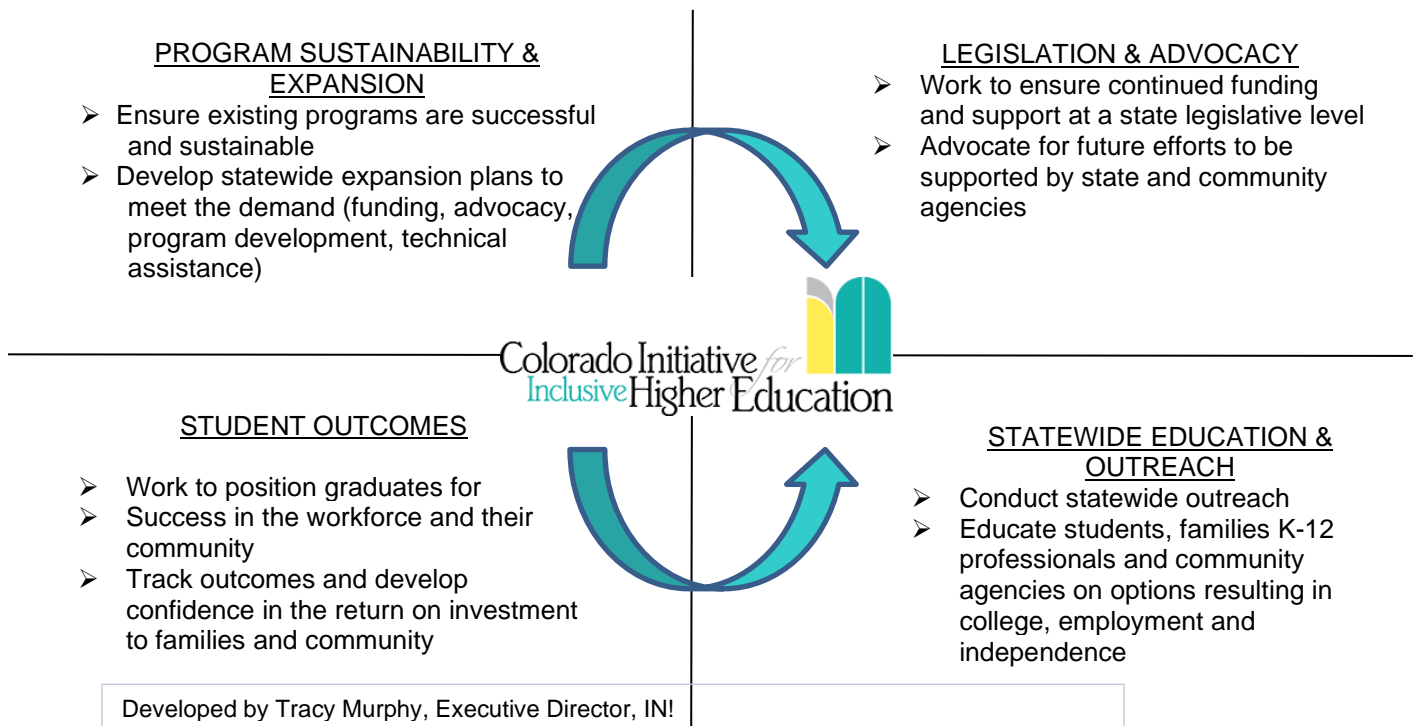 PROGRAM SUSTAINABILITY &
EXPANSION
➢ Ensure existing programs are successful
and sustainable
➢ Develop statewide expansion plans to
meet the demand (funding, advocacy,
program development, technical
assistance)
LEGISLATION & ADVOCACY
➢ Work to ensure continued funding
and support at a state legislative level
➢ Advocate for future efforts to be
supported by state and community
agencies
Colorado Initiative for
Inclusive Higher Education
STUDENT OUTCOMES
➢ Work to position graduates for
➢ Success in the workforce and their
community
➢ Track outcomes and develop
confidence in the return on investment
to families and community
STATEWIDE EDUCATION &
OUTREACH
➢ Conduct statewide outreach
➢ Educate students, families K-12
professionals and community
agencies on options resulting in
college, employment and
independence
Developed by Tracy Murphy, Executive Director, IN!